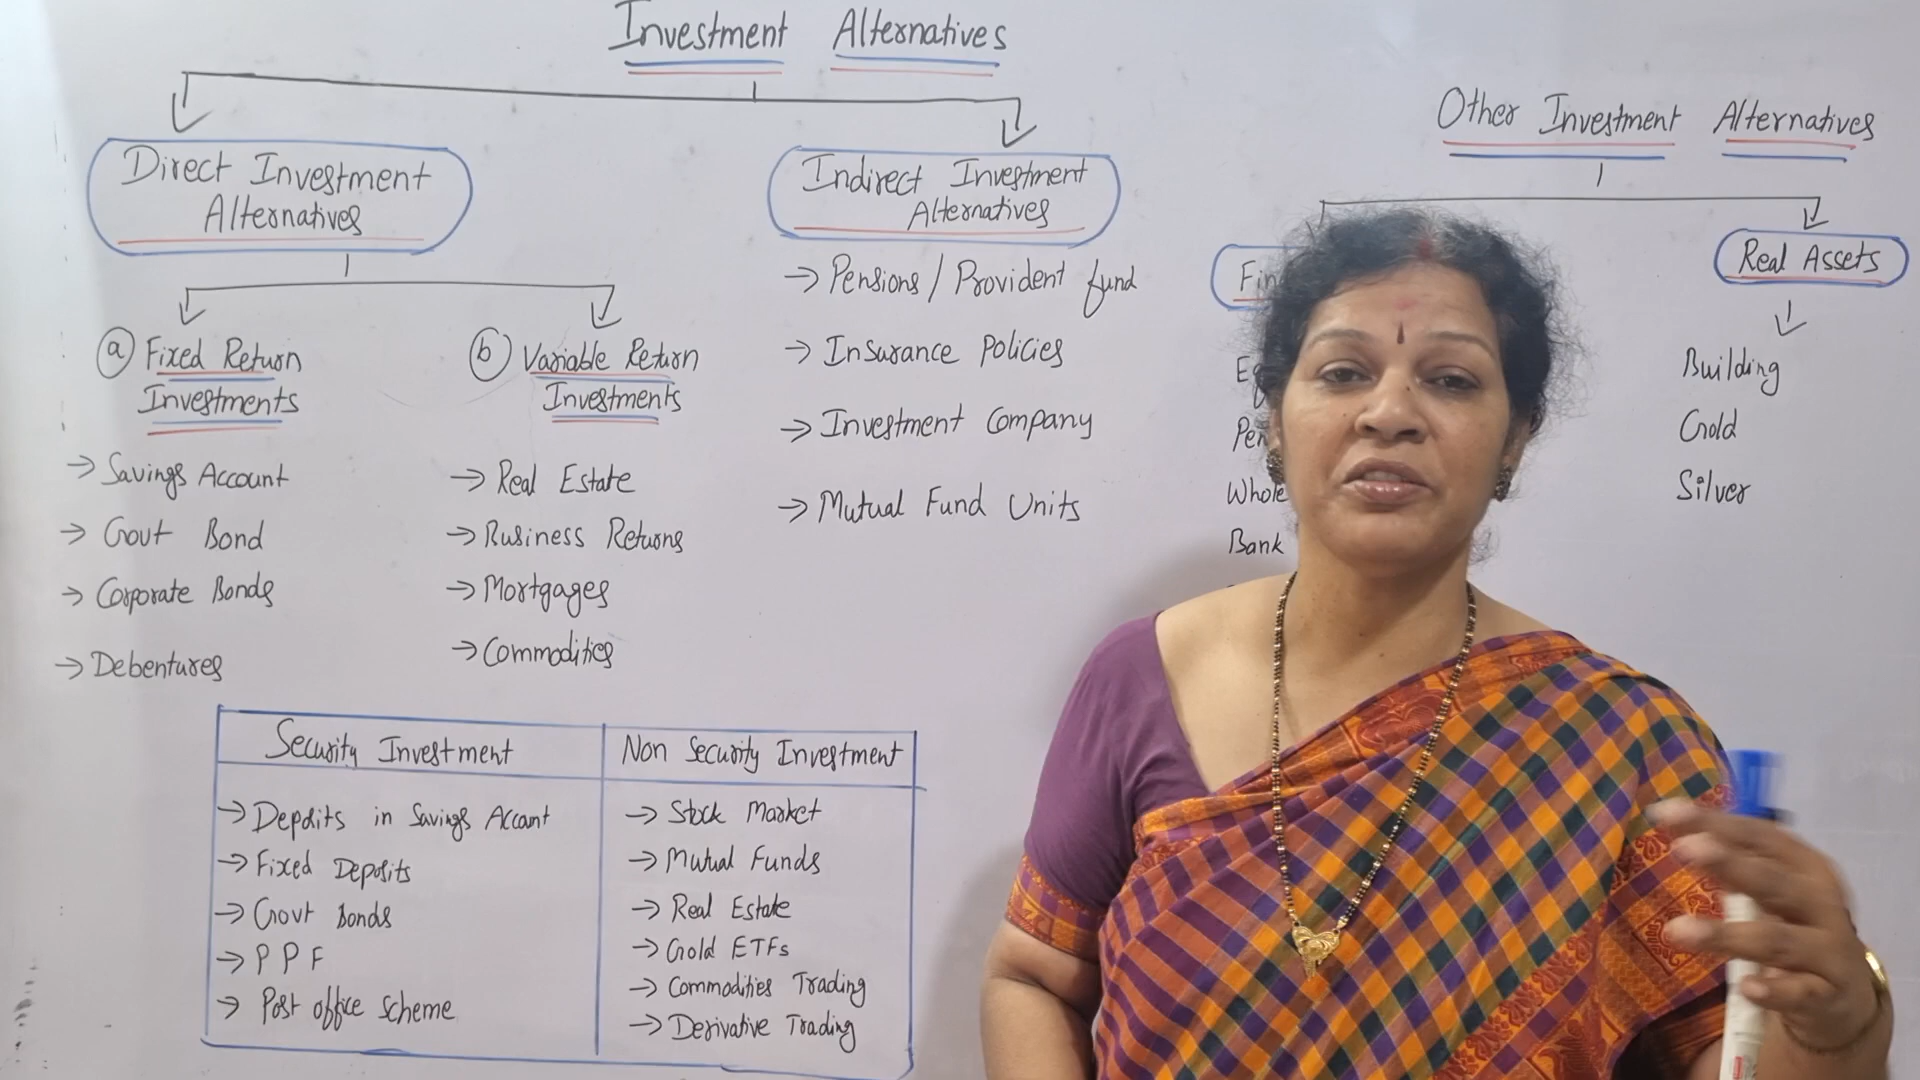 Investment Alternatives
Direct Investment
Alternatives
a Fixed Return
Investments
→ Savings Account
→ Govt Bond
→ Corporate Bonds
→ Debentures
b Variable Return
Investments
→ Real Estate
→ Business Returns
→ Mortgages
→ Commodities
Indirect Investment
Alternatives
→ Pensions / Provident fund
→ Insurance Policies
→ Investment Company
→ Mutual Fund Units
Security Investment
→ Deposits in Savings Account
→ Fixed Deposits
→ Govt Bonds
→ P P F
→ Post office Scheme
Non Security Investment
→ Stock Market
→ Mutual Funds
→ Real Estate
→ Gold ETFs
→ Commodities Trading
→ Derivative Trading
Other Investment Alternatives
Whole
Bank
Real Assets
Building
Gold
Silver